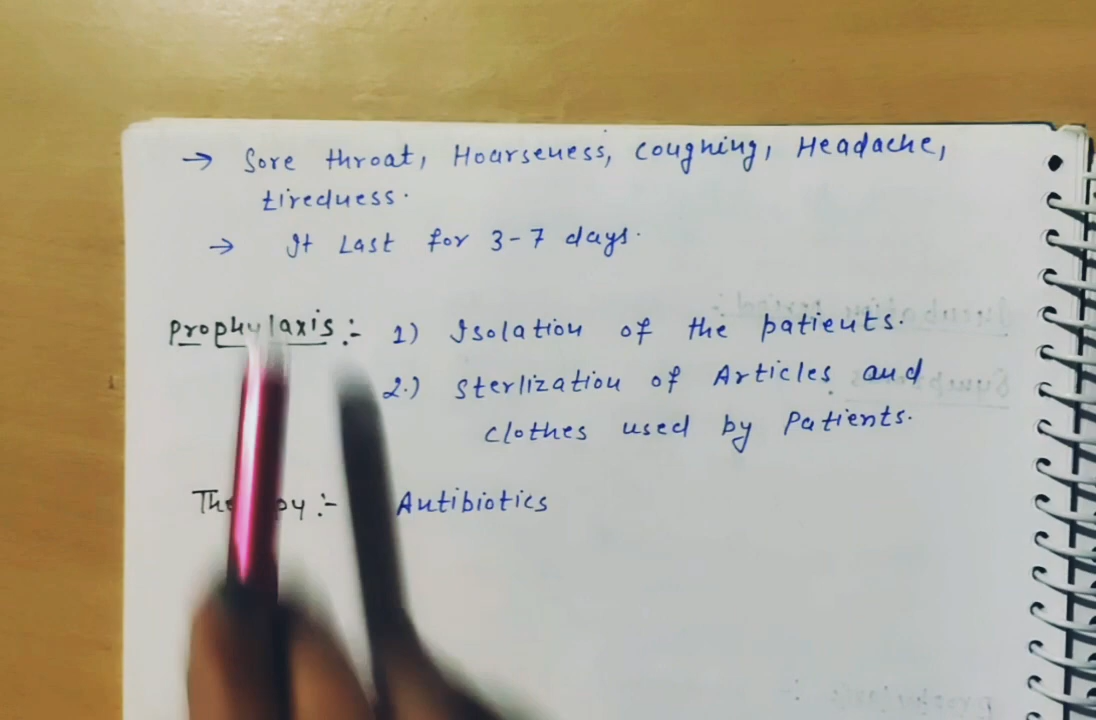 → Sore throat, Hoarseness, coughing, Headache,
tiredness.
→ It Last for 3-7 days.
Prophylaxis:- 1) Isolation of the patients.
2.) Sterlization of Articles and
clothes used by Patients.
:- Antibiotics